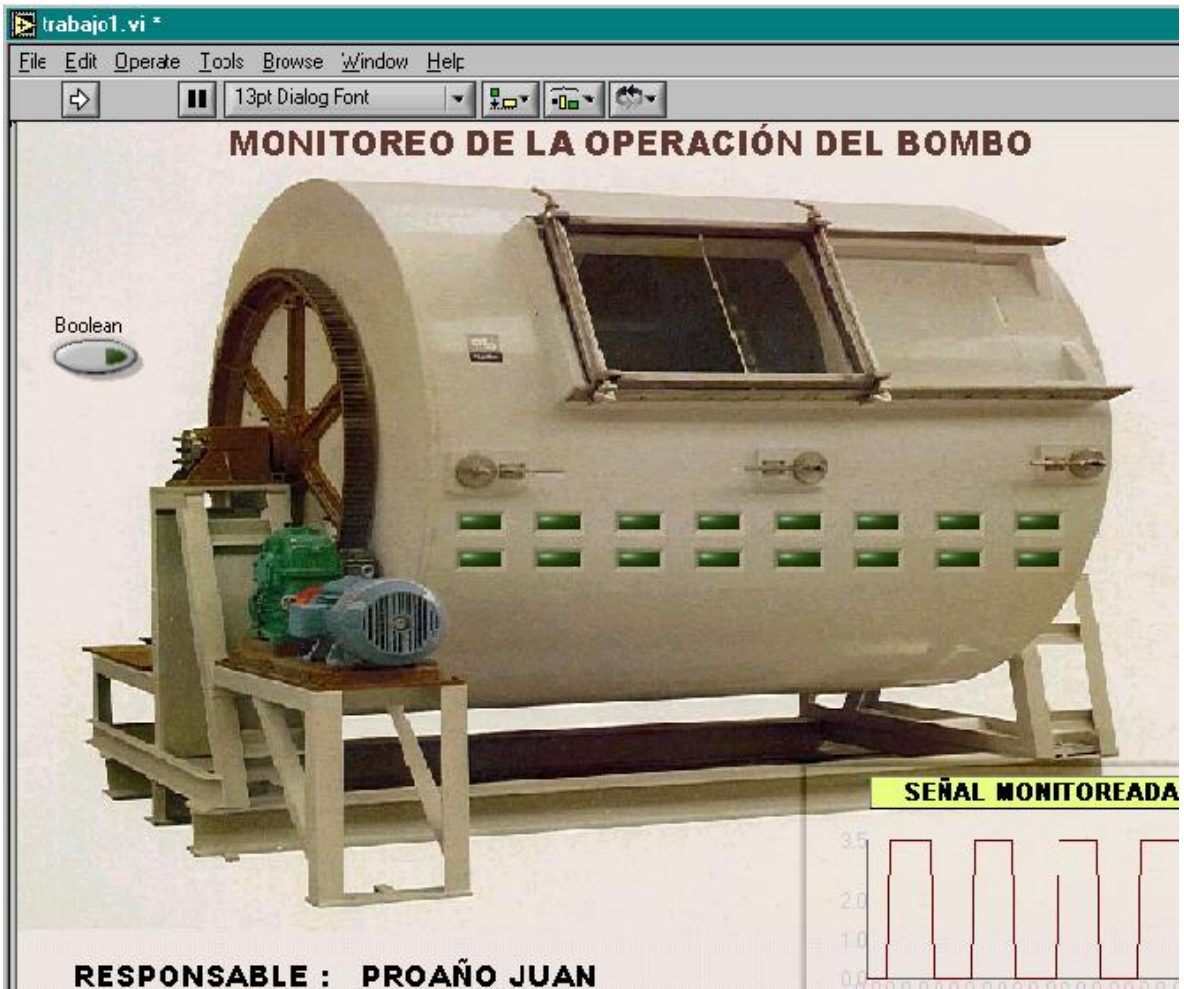 trabajo1.vi *
File Edit Operate Tools Browse Window Help
13pt Dialog Font
MONITOREO DE LA OPERACIÓN DEL BOMBO
Boolean
SEÑAL MONITOREADA
3.5
2.0
1.0
0.0
RESPONSABLE : PROAÑO JUAN